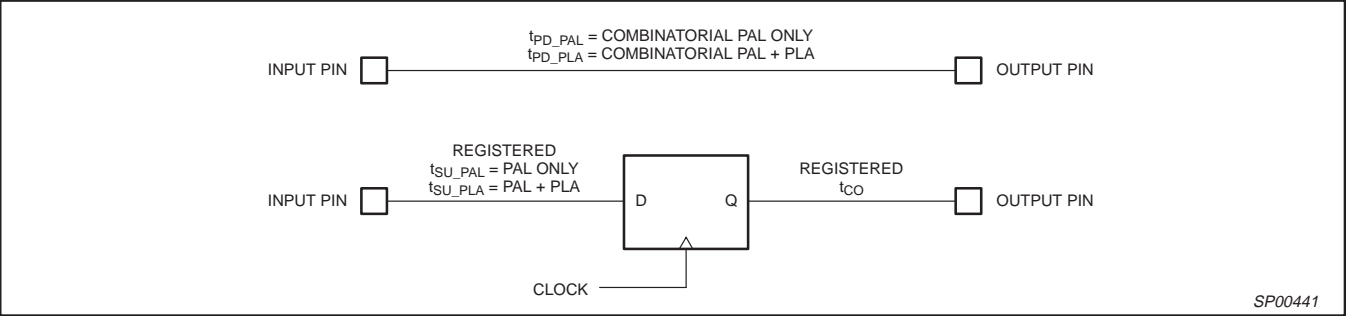 tPD_PAL = COMBINATORIAL PAL ONLY
tPD_PLA = COMBINATORIAL PAL + PLA
INPUT PIN
OUTPUT PIN
REGISTERED
tSU_PAL = PAL ONLY
tSU_PLA = PAL + PLA
REGISTERED
tCO
INPUT PIN
D
Q
OUTPUT PIN
CLOCK
SP00441